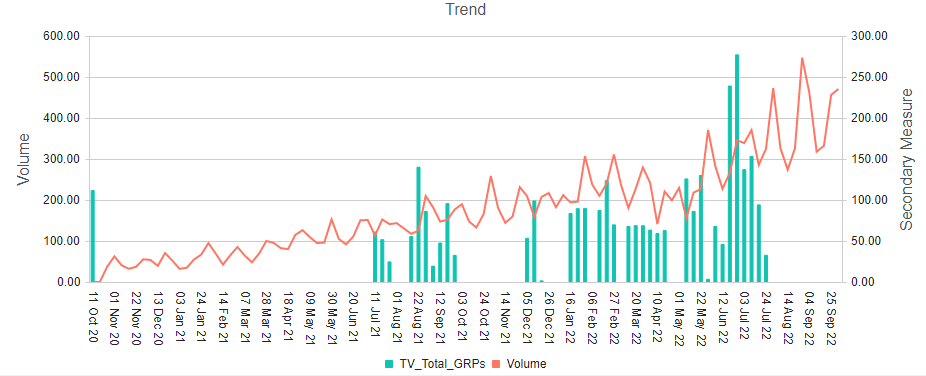 Trend
600.00
500.00
400.00
300.00
200.00
100.00
0.00
Volume
300.00
250.00
200.00
150.00
100.00
50.00
0.00
Secondary Measure
11 Oct 20
01 Nov 20
22 Nov 20
13 Dec 20
03 Jan 21
24 Jan 21
14 Feb 21
07 Mar 21
28 Mar 21
18 Apr 21
09 May 21
30 May 21
20 Jun 21
11 Jul 21
01 Aug 21
22 Aug 21
12 Sep 21
03 Oct 21
24 Oct 21
14 Nov 21
05 Dec 21
26 Dec 21
16 Jan 22
06 Feb 22
27 Feb 22
20 Mar 22
10 Apr 22
01 May 22
22 May 22
12 Jun 22
03 Jul 22
24 Jul 22
14 Aug 22
04 Sep 22
25 Sep 22
TV_Total_GRPs
Volume